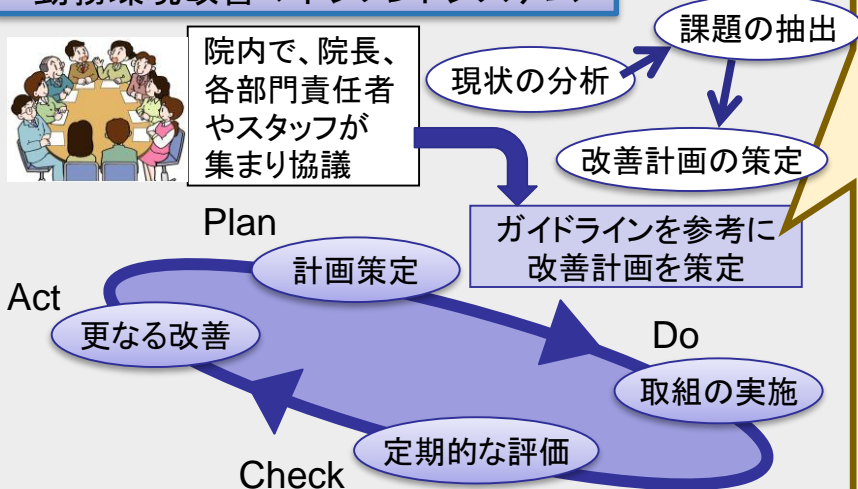 院内で、院長、
各部門責任者
やスタッフが
集まり協議
現状の分析
課題の抽出
改善計画の策定
ガイドラインを参考に
改善計画を策定
Plan
計画策定
Act
更なる改善
Do
取組の実施
定期的な評価
Check